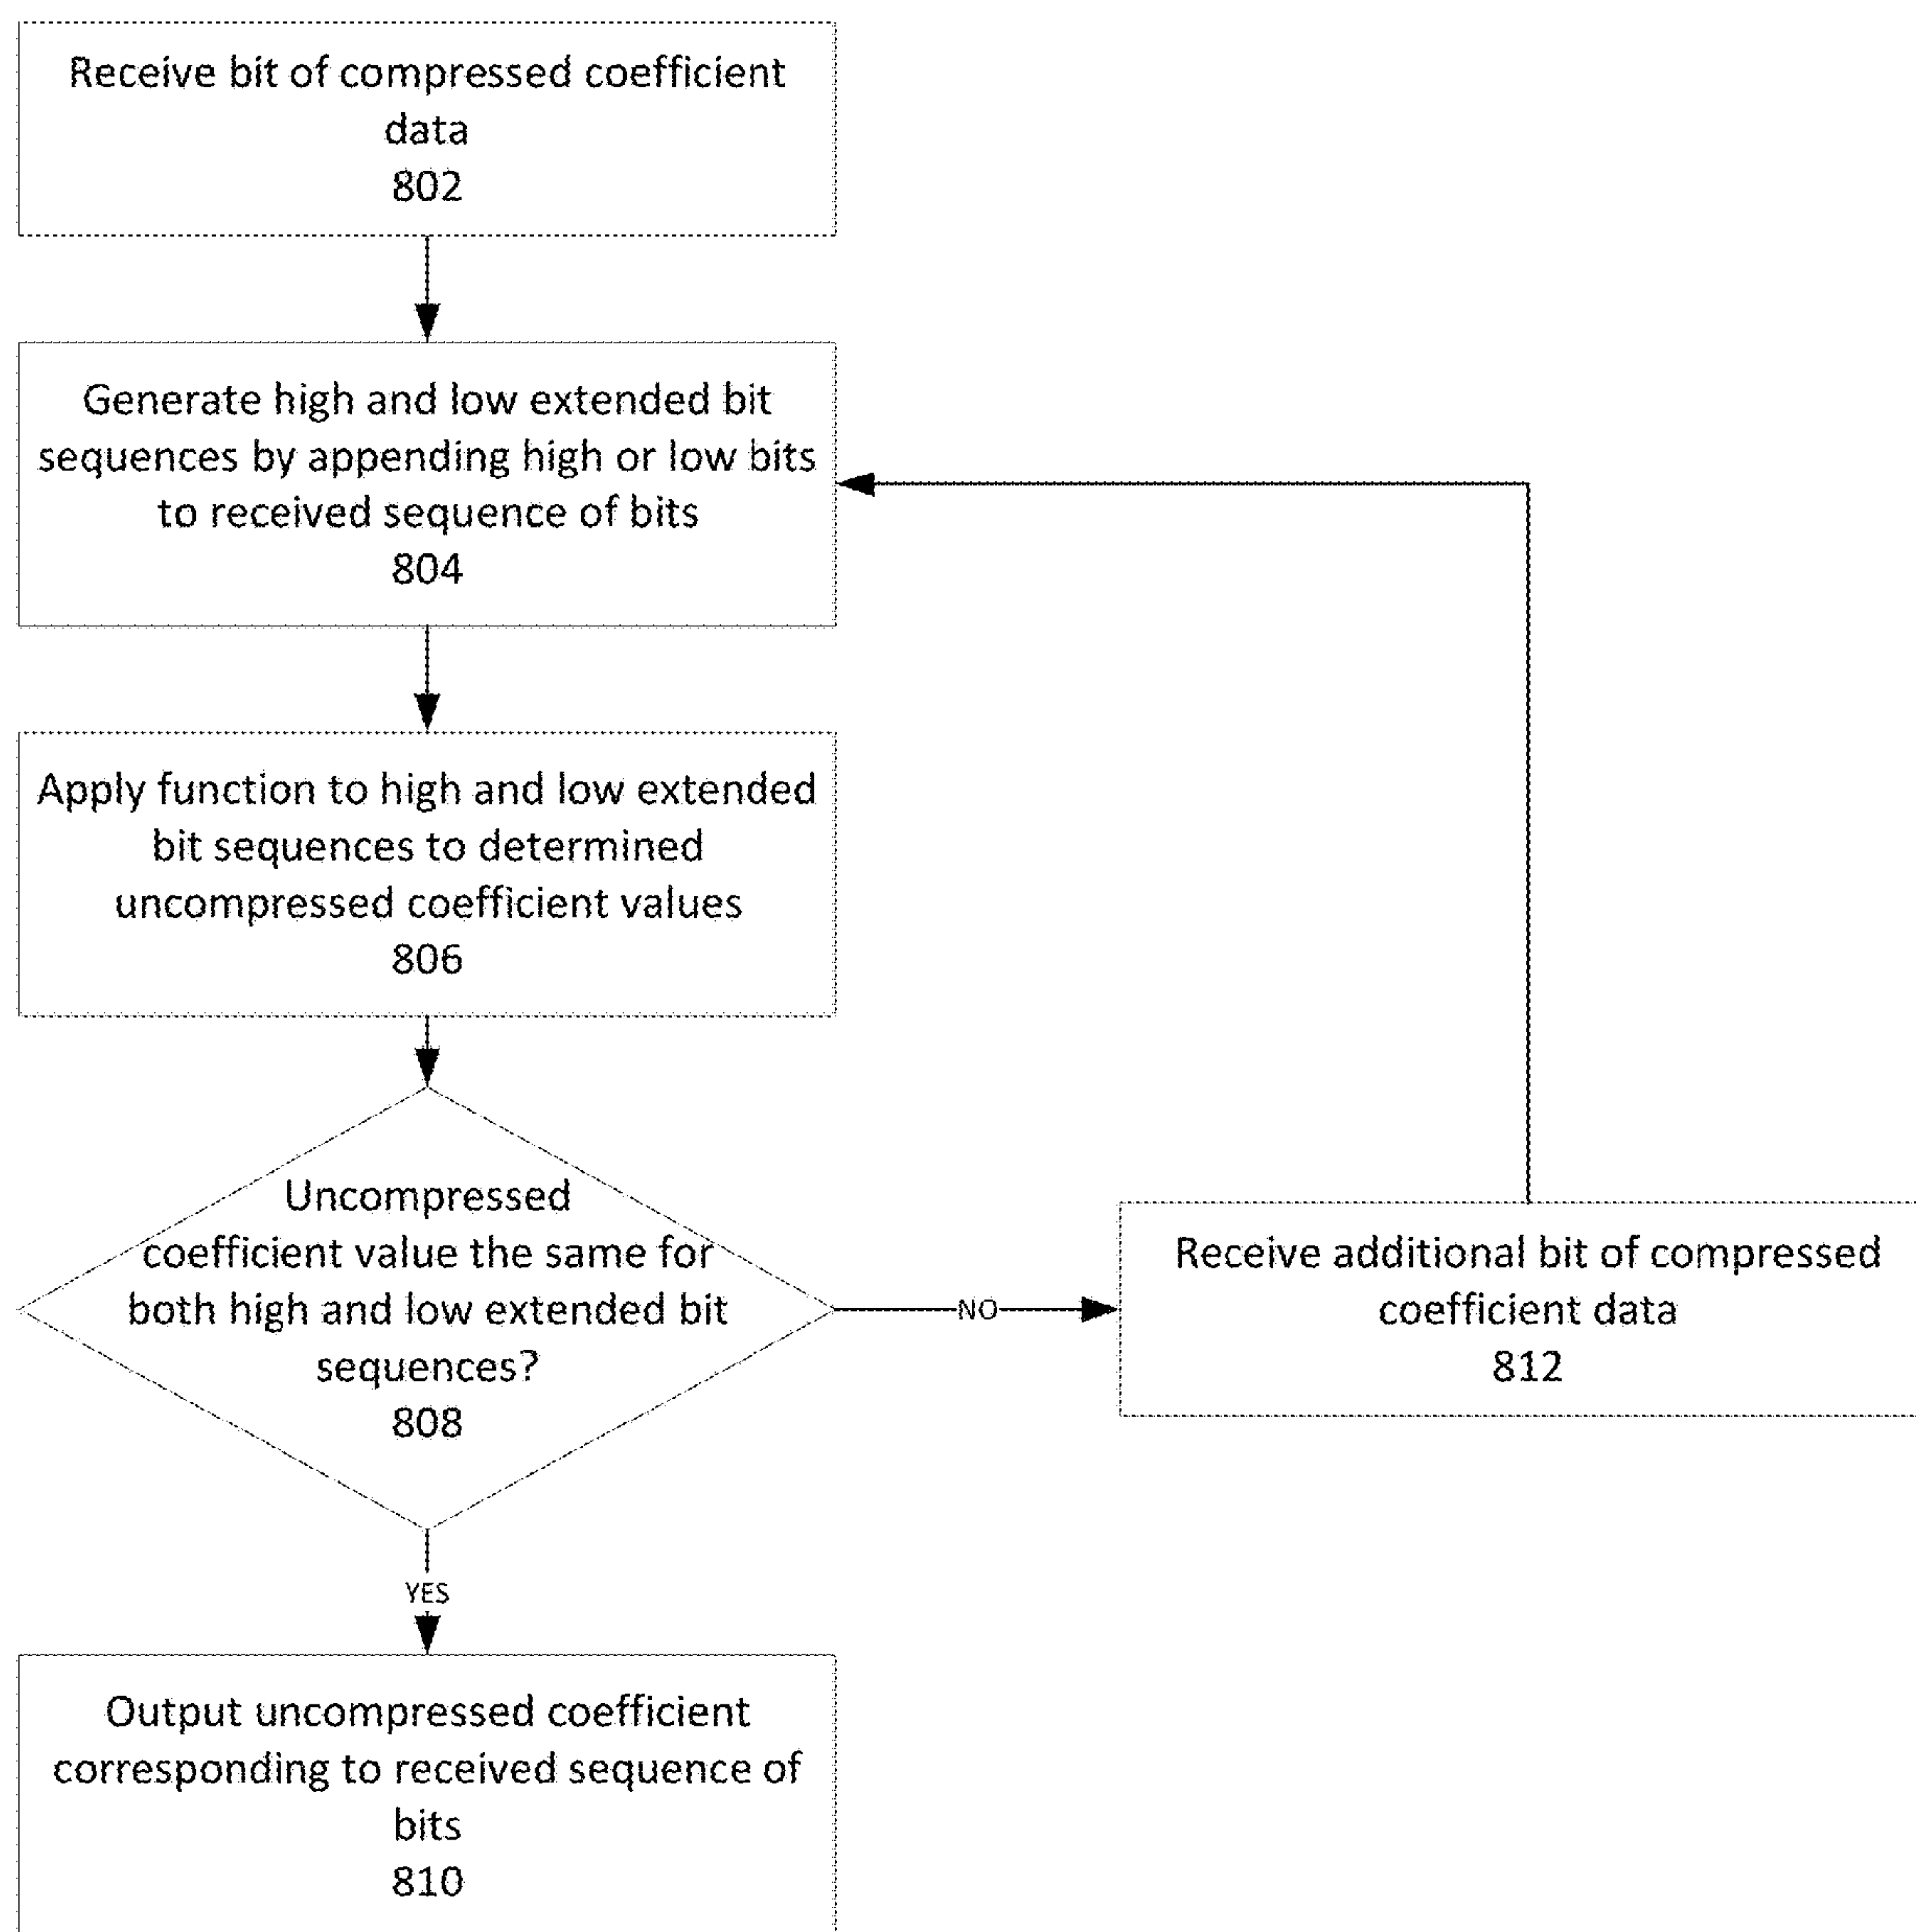 Receive bit of compressed coefficient
data
802
Generate high and low extended bit
sequences by appending high or low bits
to received sequence of bits
804
Apply function to high and low extended
bit sequences to determined
uncompressed coefficient values
806
Uncompressed
coefficient value the same for
both high and low extended bit
sequences?
808
NO
Receive additional bit of compressed
coefficient data
812
YES
Output uncompressed coefficient
corresponding to received sequence of
bits
810